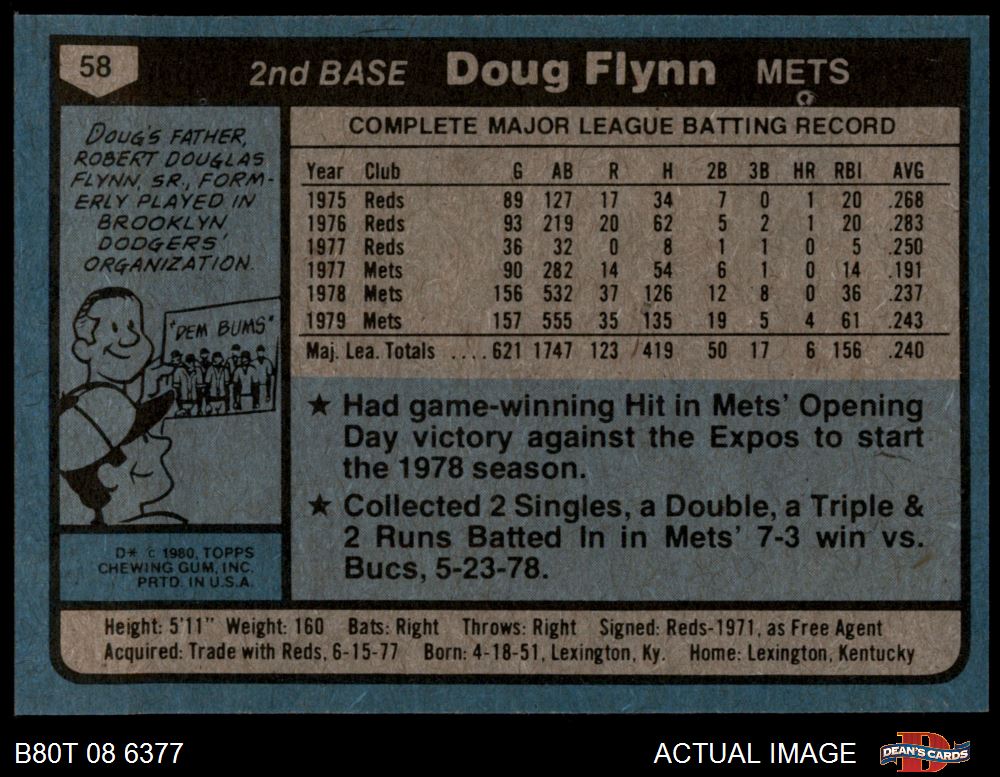 58
2nd BASE Doug Flynn METS
DOUG'S FATHER,
ROBERT DOUGLAS
FLYNN, SR., FORM-
ERLY PLAYED IN
BROOKLYN
DODGERS'
ORGANIZATION.
"DEM BUMS"
D* © 1980, TOPPS
CHEWING GUM, INC.
PRTD. IN U.S.A.
COMPLETE MAJOR LEAGUE BATTING RECORD
Year Club G AB R H 2B 3B HR RBI AVG
1975 Reds 89 127 17 34 7 0 1 20 .268
1976 Reds 93 219 20 62 5 2 1 20 .283
1977 Reds 36 32 0 8 1 1 0 5 .250
1977 Mets 90 282 14 54 6 1 0 14 .191
1978 Mets 156 532 37 126 12 8 0 36 .237
1979 Mets 157 555 35 135 19 5 4 61 .243
Maj. Lea. Totals ....621 1747 123 419 50 17 6 156 .240
★ Had game-winning Hit in Mets' Opening
Day victory against the Expos to start
the 1978 season.
★ Collected 2 Singles, a Double, a Triple &
2 Runs Batted In in Mets' 7-3 win vs.
Bucs, 5-23-78.
Height: 5'11" Weight: 160 Bats: Right Throws: Right Signed: Reds-1971, as Free Agent
Acquired: Trade with Reds, 6-15-77 Born: 4-18-51, Lexington, Ky. Home: Lexington, Kentucky
B80T 08 6377 ACTUAL IMAGE DEAN'S CARDS